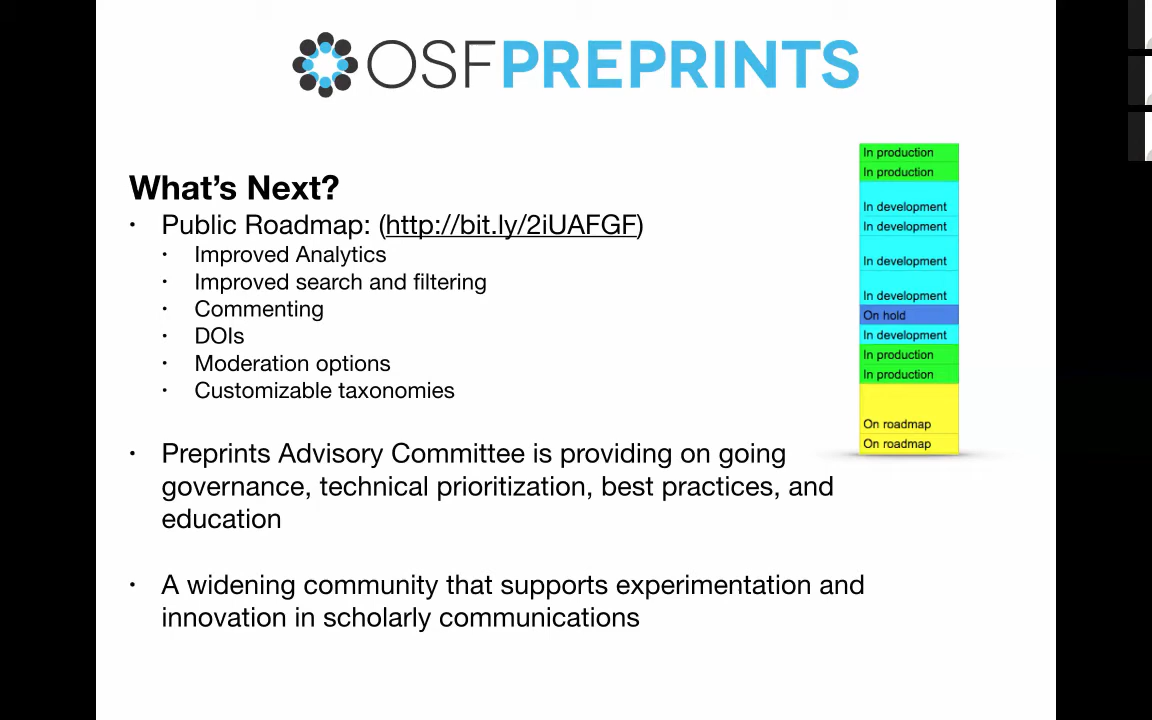 OSFPREPRINTS
What’s Next?
• Public Roadmap: (http://bit.ly/2iUAFGF)
• Improved Analytics
• Improved search and filtering
• Commenting
• DOIs
• Moderation options
• Customizable taxonomies
• Preprints Advisory Committee is providing on going
governance, technical prioritization, best practices, and
education
• A widening community that supports experimentation and
innovation in scholarly communications
In production
In production
In development
In development
In development
In development
On hold
In development
In production
In production
On roadmap
On roadmap